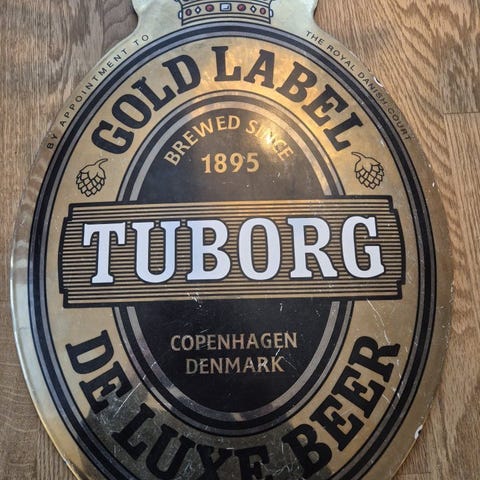 BY APPOINTMENT TO
THE ROYAL DANISH COURT
GOLD LABEL
BREWED SINCE
1895
TUBORG
COPENHAGEN
DENMARK
DE LUXE BEER